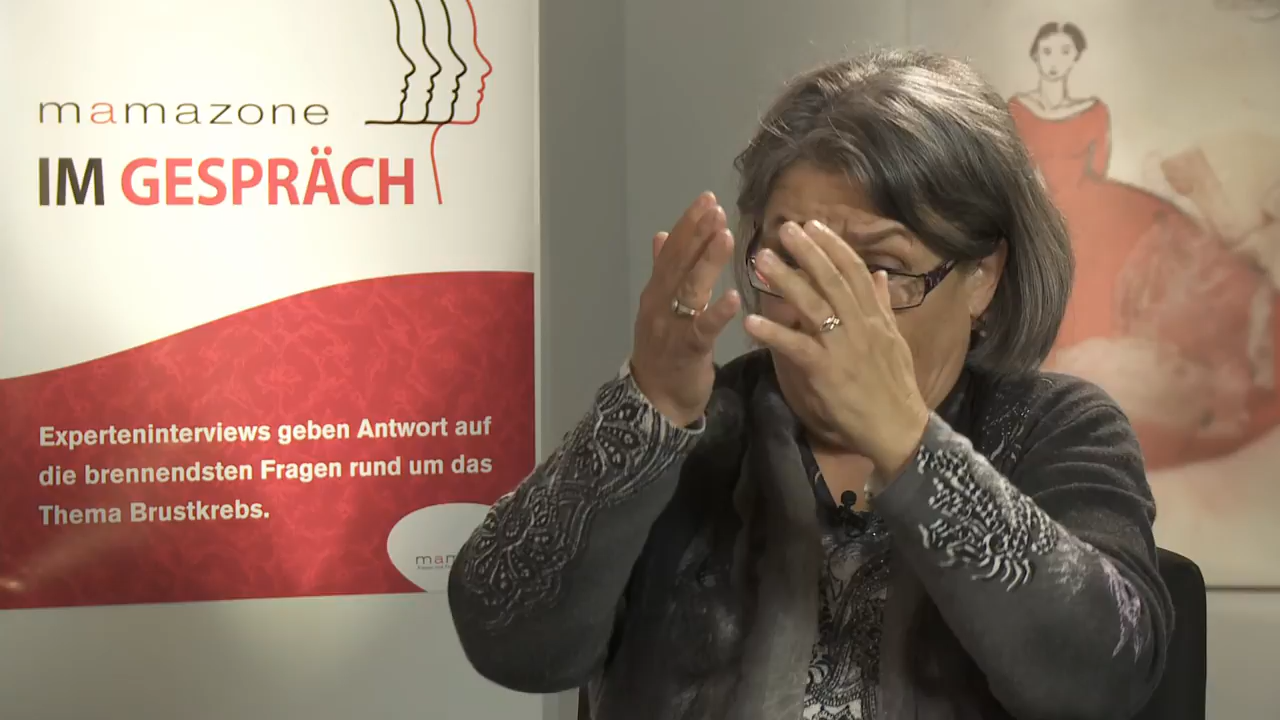 mamazone
IM GESPRÄCH
Experteninterviews geben Antwort auf
die brennendsten Fragen rund um das
Thema Brustkrebs.